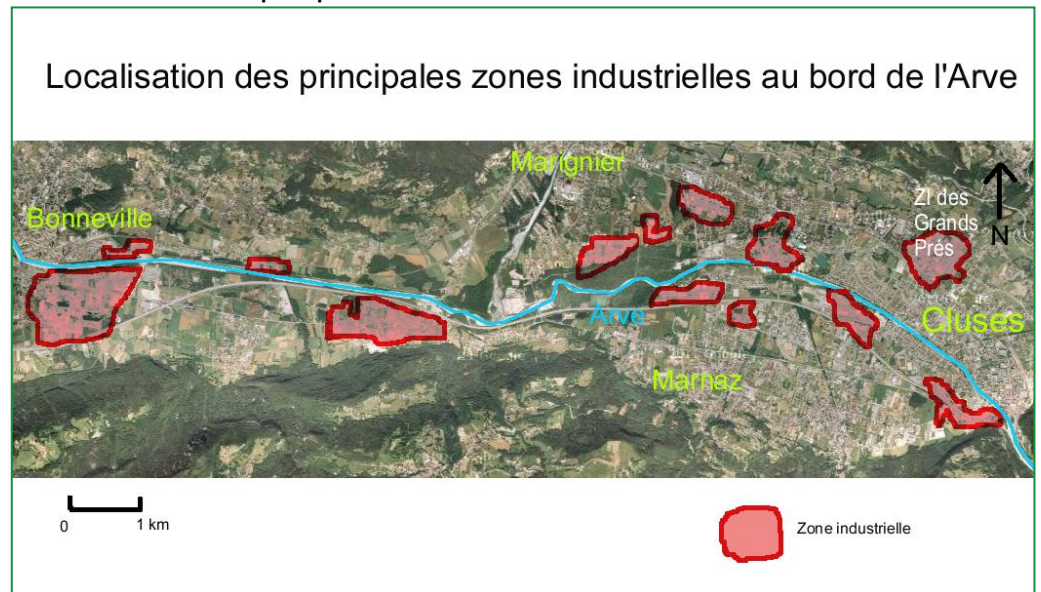 Localisation des principales zones industrielles au bord de l'Arve
Marignier
Bonneville
ZI des
Grands
Prés
N
Arve
Cluses
Marnaz
0 1 km
Zone industrielle